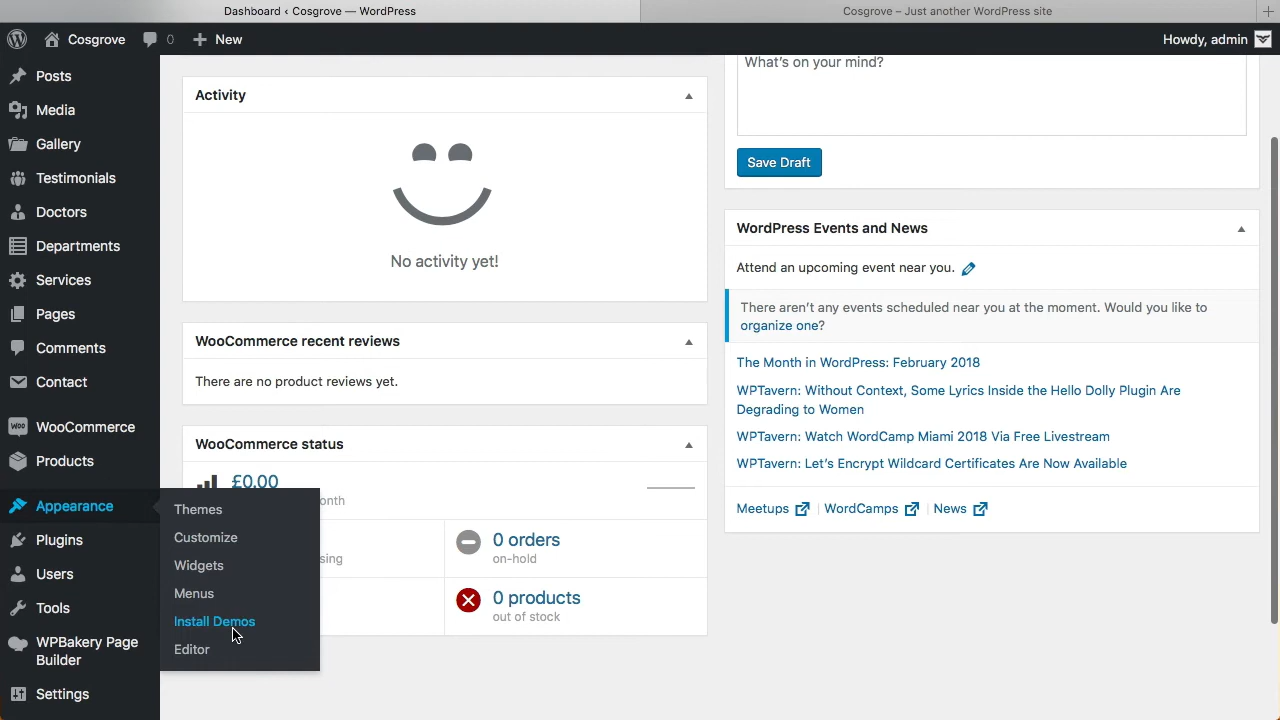 Dashboard ‹ Cosgrove — WordPress
Cosgrove – Just another WordPress site
Cosgrove
0
New
Howdy, admin
Posts
Media
Gallery
Testimonials
Doctors
Departments
Services
Pages
Comments
Contact
WooCommerce
Products
Appearance
Plugins
Users
Tools
WPBakery Page
Builder
Settings
Themes
Customize
Widgets
Menus
Install Demos
Editor
Activity
No activity yet!
WooCommerce recent reviews
There are no product reviews yet.
WooCommerce status
£0.00
onth
sing
0 orders
on-hold
0 products
out of stock
What's on your mind?
Save Draft
WordPress Events and News
Attend an upcoming event near you.
There aren't any events scheduled near you at the moment. Would you like to
organize one?
The Month in WordPress: February 2018
WPTavern: Without Context, Some Lyrics Inside the Hello Dolly Plugin Are
Degrading to Women
WPTavern: Watch WordCamp Miami 2018 Via Free Livestream
WPTavern: Let's Encrypt Wildcard Certificates Are Now Available
Meetups
WordCamps
News